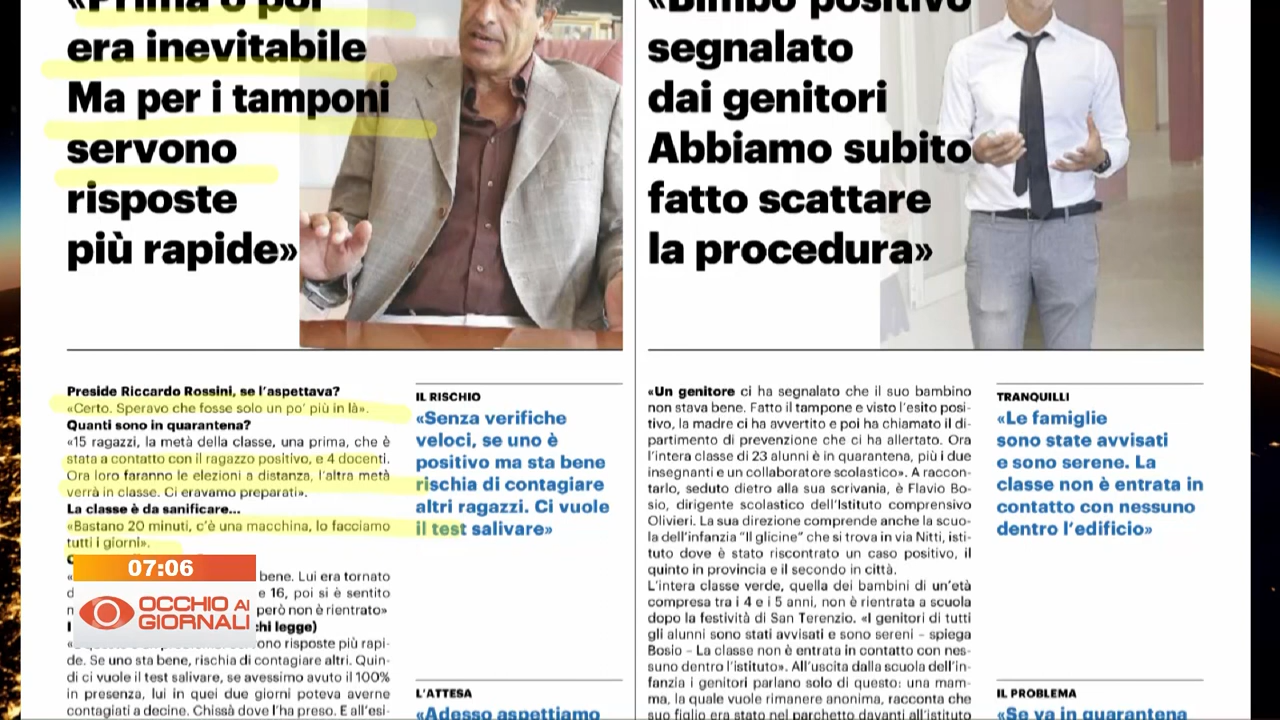 «Prima o poi
era inevitabile
Ma per i tamponi
servono
risposte
più rapide»
Preside Riccardo Rossini, se l'aspettava?
«Certo. Speravo che fosse solo un po' più in là».
Quanti sono in quarantena?
«15 ragazzi, la metà della classe, una prima, che è
stata a contatto con il ragazzo positivo, e 4 docenti.
Ora loro faranno le elezioni a distanza, l'altra metà
verrà in classe. Ci eravamo preparati».
La classe è da sanificare...
«Bastano 20 minuti, c'è una macchina, lo facciamo
tutti i giorni».
bene. Lui era tornato
e 16, poi si è sentito
però non è rientrato»
chi legge)
ono risposte più rapi-
de. Se uno sta bene, rischia di contagiare altri. Quin-
di ci vuole il test salivare, se avessimo avuto il 100%
in presenza, lui in quei due giorni poteva averne
contagiati a decine. Chissà dove l'ha preso. E all'esi-
IL RISCHIO
«Senza verifiche
veloci, se uno è
positivo ma sta bene
rischia di contagiare
altri ragazzi. Ci vuole
il test salivare»
L'ATTESA
«Adesso aspettiamo
«Bimbo positivo
segnalato
dai genitori
Abbiamo subito
fatto scattare
la procedura»
«Un genitore ci ha segnalato che il suo bambino
non stava bene. Fatto il tampone e visto l'esito posi-
tivo, la madre ci ha avvertito e poi ha chiamato il di-
partimento di prevenzione che ci ha allertato. Ora
l'intera classe di 23 alunni è in quarantena, più i due
insegnanti e un collaboratore scolastico». A raccon-
tarlo, seduto dietro alla sua scrivania, è Flavio Bo-
sio, dirigente scolastico dell'Istituto comprensivo
Olivieri. La sua direzione comprende anche la scuo-
la dell'infanzia "Il glicine" che si trova in via Nitti, isti-
tuto dove è stato riscontrato un caso positivo, il
quinto in provincia e il secondo in città.
L'intera classe verde, quella dei bambini di un'età
compresa tra i 4 e i 5 anni, non è rientrata a scuola
dopo la festività di San Terenzio. «I genitori di tutti
gli alunni sono stati avvisati e sono sereni – spiega
Bosio – La classe non è entrata in contatto con nes-
suno dentro l'istituto». All'uscita dalla scuola dell'in-
fanzia i genitori parlano solo di questo: una mam-
ma, la quale vuole rimanere anonima, racconta che
suo figlio era stato nel parchetto davanti all'istituto
TRANQUILLI
«Le famiglie
sono state avvisati
e sono serene. La
classe non è entrata in
contatto con nessuno
dentro l'edificio»
IL PROBLEMA
«Se va in quarantena
07:06
OCCHIO AI
GIORNALI